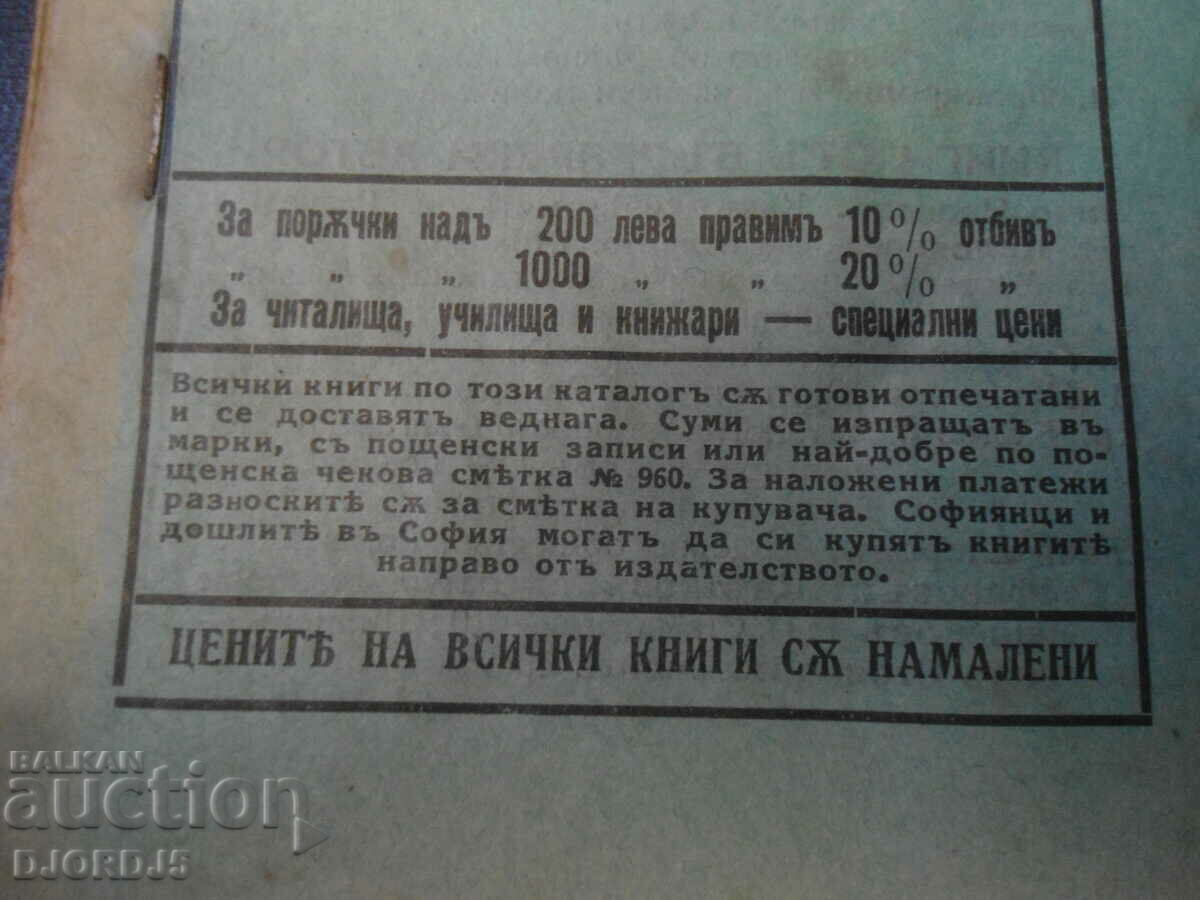 За порѫчки надъ 200 лева правимъ 10% отбивъ
„ „ „ 1000 „ „ 20% „
За читалища, училища и книжари — специални цени
Всички книги по този каталогъ сѫ готови отпечатани
и се доставятъ веднага. Суми се изпращатъ въ
марки, съ пощенски записи или най-добре по по-
щенска чекова смѣтка № 960. За наложени платежи
разноскитѣ сѫ за смѣтка на купувача. Софиянци и
дошлитѣ въ София могатъ да си купятъ книгитѣ
направо отъ издателството.
ЦЕНИТѢ НА ВСИЧКИ КНИГИ СѪ НАМАЛЕНИ
BALKAN
auction
DJORDJ5